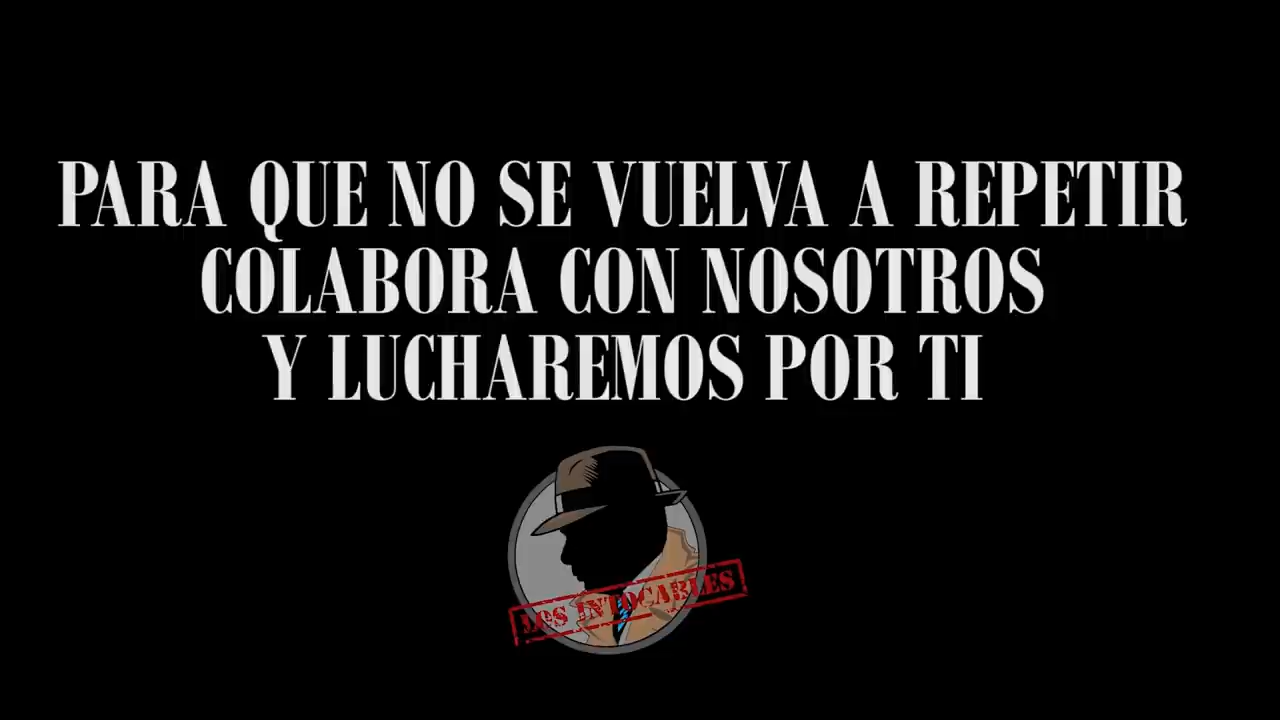 PARA QUE NO SE VUELVA A REPETIR
COLABORA CON NOSOTROS
Y LUCHAREMOS POR TI
LOS INTOCABLES